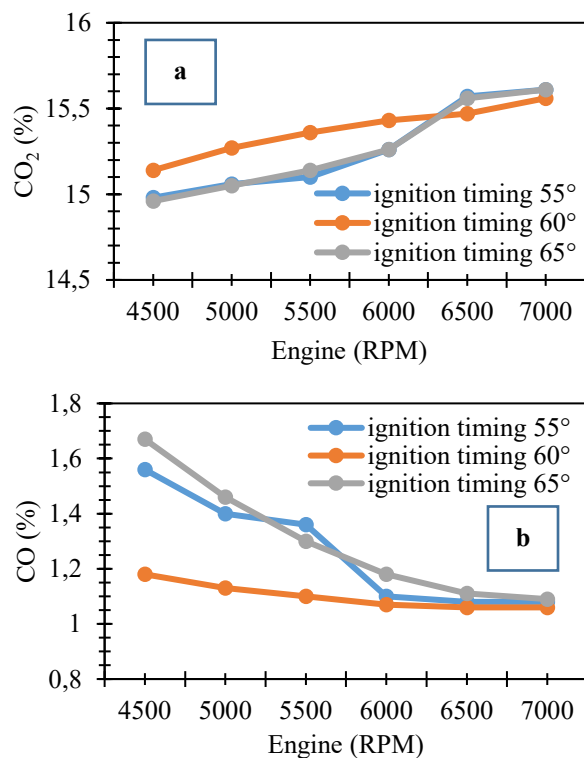 16
a
15,5
CO₂ (%)
15
ignition timing 55°
ignition timing 60°
ignition timing 65°
14,5
4500 5000 5500 6000 6500 7000
Engine (RPM)
1,8
ignition timing 55°
1,6
ignition timing 60°
ignition timing 65°
1,4
CO (%)
b
1,2
1
0,8
4500 5000 5500 6000 6500 7000
Engine (RPM)